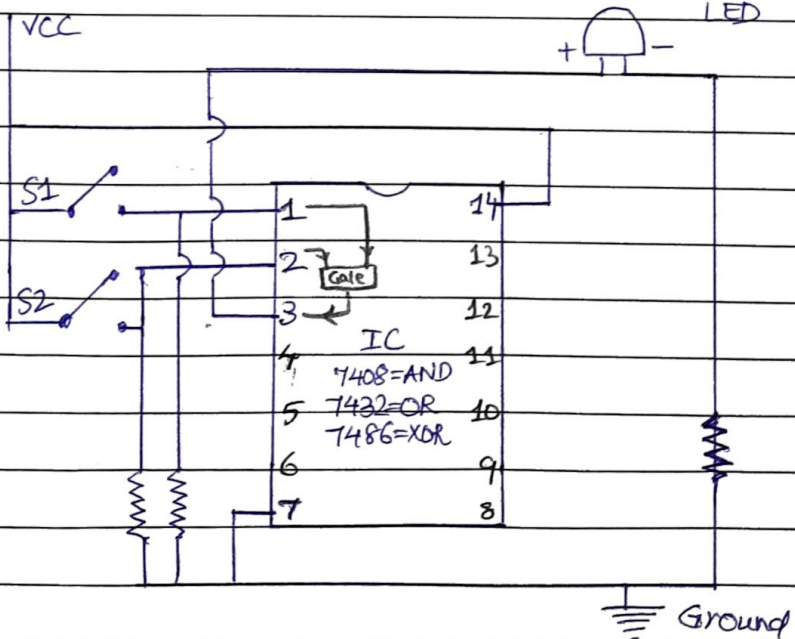 LED
VCC
+ −
S1
1 14
2 13
Gate
S2
3 12
IC
4 11
7408=AND
5 7432=OR 10
7486=XOR
6 9
7 8
Ground